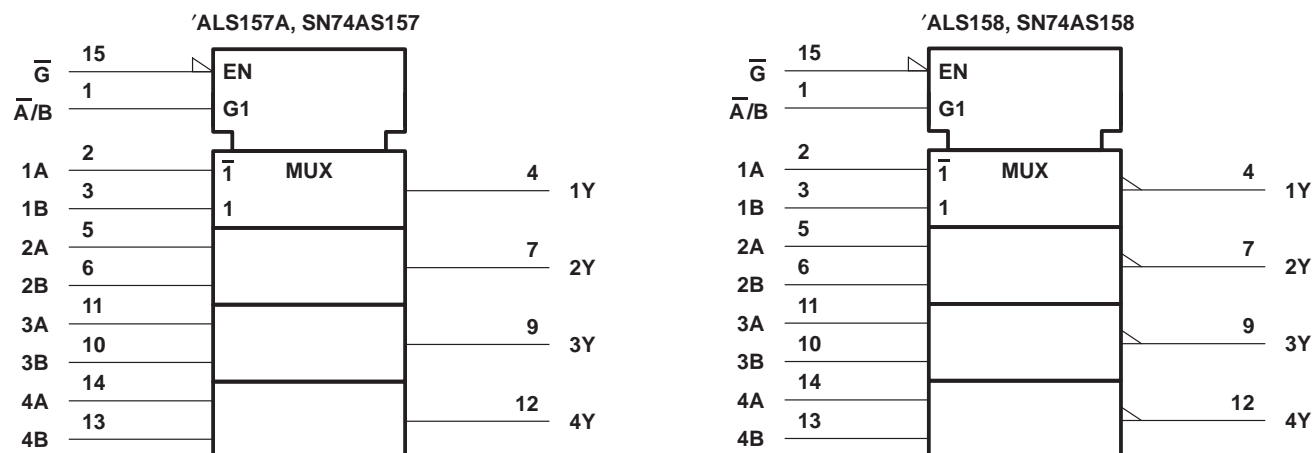 ′ALS157A, SN74AS157
G̅
15
EN
A̅/B
1
G1
1A
2
1̅
MUX
4
1Y
1B
3
1
2A
5
7
2Y
2B
6
3A
11
9
3Y
3B
10
4A
14
12
4Y
4B
13
′ALS158, SN74AS158
G̅
15
EN
A̅/B
1
G1
1A
2
1̅
MUX
4
1Y
1B
3
1
2A
5
7
2Y
2B
6
3A
11
9
3Y
3B
10
4A
14
12
4Y
4B
13